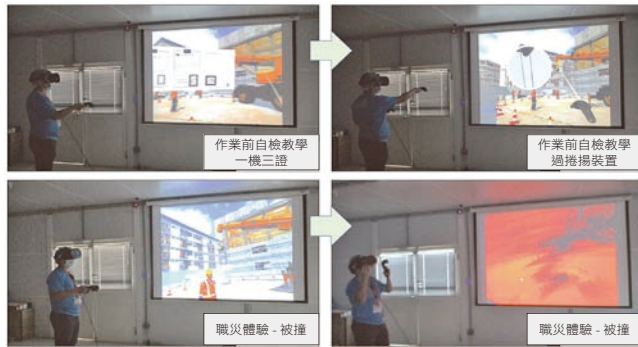 作業前自檢教學
一機三證
作業前自檢教學
過捲揚裝置
職災體驗 - 被撞
職災體驗 - 被撞